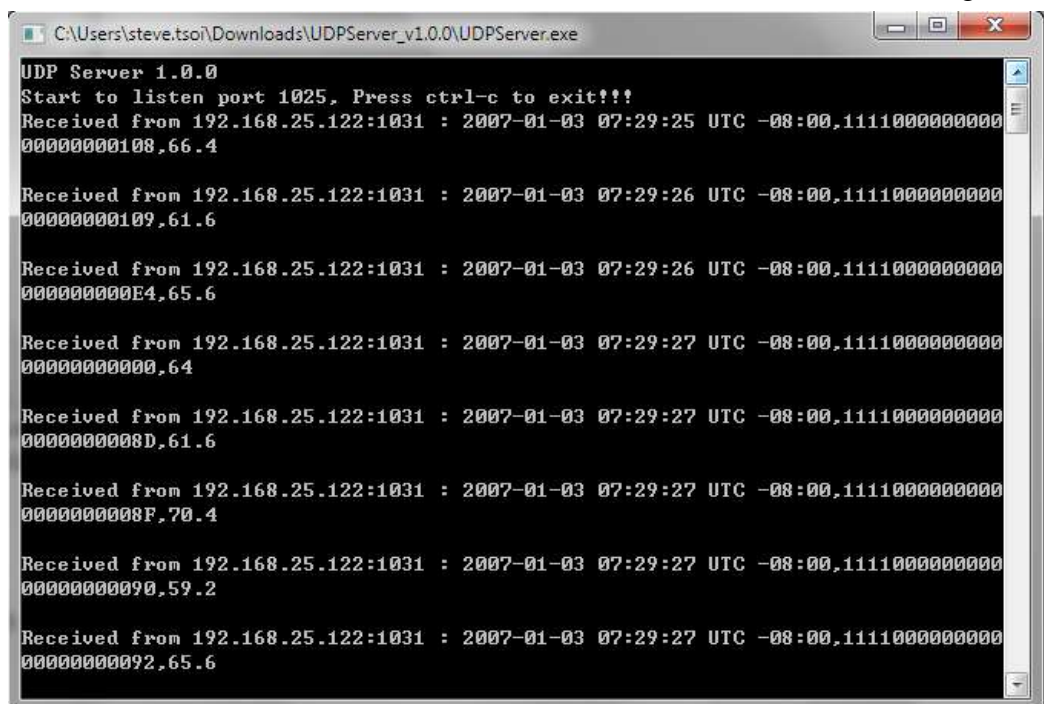 C:\Users\steve.tsoi\Downloads\UDPServer_v1.0.0\UDPServer.exe
UDP Server 1.0.0
Start to listen port 1025, Press ctrl-c to exit!!!
Received from 192.168.25.122:1031 : 2007-01-03 07:29:25 UTC -08:00,1111000000000
00000000108,66.4
Received from 192.168.25.122:1031 : 2007-01-03 07:29:26 UTC -08:00,1111000000000
00000000109,61.6
Received from 192.168.25.122:1031 : 2007-01-03 07:29:26 UTC -08:00,1111000000000
000000000E4,65.6
Received from 192.168.25.122:1031 : 2007-01-03 07:29:27 UTC -08:00,1111000000000
00000000000,64
Received from 192.168.25.122:1031 : 2007-01-03 07:29:27 UTC -08:00,1111000000000
0000000008D,61.6
Received from 192.168.25.122:1031 : 2007-01-03 07:29:27 UTC -08:00,1111000000000
0000000008F,70.4
Received from 192.168.25.122:1031 : 2007-01-03 07:29:27 UTC -08:00,1111000000000
00000000090,59.2
Received from 192.168.25.122:1031 : 2007-01-03 07:29:27 UTC -08:00,1111000000000
00000000092,65.6